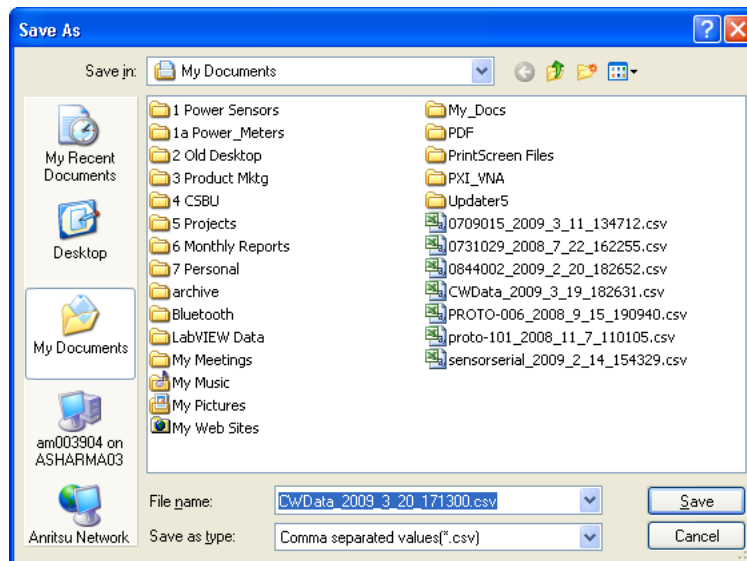 Save As
Save in:
My Documents
My Recent
Documents
Desktop
My Documents
am003904 on
ASHARMA03
Anritsu Network
1 Power Sensors
1a Power_Meters
2 Old Desktop
3 Product Mktg
4 CSBU
5 Projects
6 Monthly Reports
7 Personal
archive
Bluetooth
LabVIEW Data
My Meetings
My Music
My Pictures
My Web Sites
My_Docs
PDF
PrintScreen Files
PXI_VNA
Updater5
0709015_2009_3_11_134712.csv
0731029_2008_7_22_162255.csv
0844002_2009_2_20_182652.csv
CWData_2009_3_19_182631.csv
PROTO-006_2008_9_15_190940.csv
proto-101_2008_11_7_110105.csv
sensorserial_2009_2_14_154329.csv
File name:
CWData_2009_3_20_171300.csv
Save
Save as type:
Comma separated values(*.csv)
Cancel